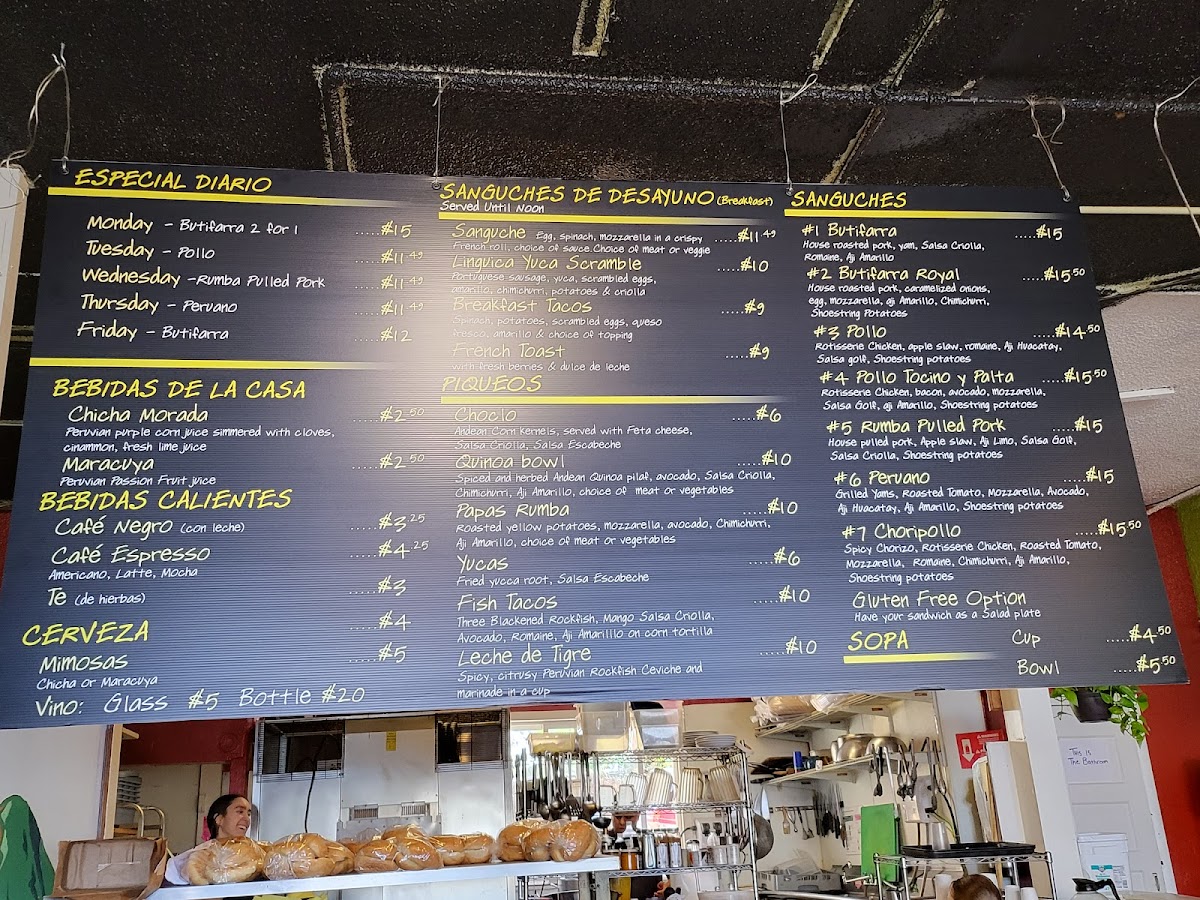 ESPECIAL DIARIO
Monday - Butifarra 2 for 1 .....$15
Tuesday - Pollo .....$11.49
Wednesday - Rumba Pulled Pork .....$11.49
Thursday - Peruano .....$11.49
Friday - Butifarra .....$12
BEBIDAS DE LA CASA
Chicha Morada .....$2.50
Peruvian purple corn juice simmered with cloves,
cinammon, fresh lime juice
Maracuya .....$2.50
Peruvian Passion Fruit juice
BEBIDAS CALIENTES
Café Negro (con leche) .....$3.25
Café Espresso .....$4.25
Americano, Latte, Mocha
Te (de hierbas) .....$3
CERVEZA .....$4
Mimosas .....$5
Chicha or Maracuya
Vino: Glass $5 Bottle $20
SANGUCHES DE DESAYUNO (Breakfast)
Served Until Noon
Sanguche Egg, spinach, mozzarella in a crispy .....$11.49
French roll, choice of sauce Choice of meat or veggie
Linguica Yuca Scramble .....$10
Portuguese sausage, yuca, scrambled eggs,
amarillo, chimichurri, potatoes & criolla
Breakfast Tacos .....$9
Spinach, potatoes, scrambled eggs, queso
fresco, amarillo & choice of topping
French Toast .....$9
with fresh berries & dulce de leche
PIQUEOS
Choclo .....$6
Andean Corn Kernels, served with Feta cheese,
Salsa Criolla, Salsa Escabeche
Quinoa bowl .....$10
Spiced and herbed Andean Quinoa pilaf, avocado, Salsa Criolla,
Chimichurri, Aji Amarillo, choice of meat or vegetables
Papas Rumba .....$10
Roasted yellow potatoes, mozzarella, avocado, Chimichurri,
Aji Amarillo, choice of meat or vegetables
Yucas .....$6
Fried yucca root, Salsa Escabeche
Fish Tacos .....$10
Three Blackened Rockfish, Mango Salsa Criolla,
Avocado, Romaine, Aji Amarilllo on corn tortilla
Leche de Tigre .....$10
Spicy, citrusy Peruvian Rockfish Ceviche and
marinade in a cup
SANGUCHES
#1 Butifarra .....$15
House roasted pork, yam, Salsa Criolla,
Romaine, Aji Amarillo
#2 Butifarra Royal .....$15.50
House roasted pork, caramelized onions,
egg, mozzarella, aji Amarillo, Chimichurri,
Shoestring Potatoes
#3 Pollo .....$14.50
Rotisserie Chicken, apple slaw, romaine, Aji Huacatay,
Salsa golf, Shoestring potatoes
#4 Pollo Tocino y Palta .....$15.50
Rotisserie Chicken, bacon, avocado, mozzarella,
Salsa Golf, aji Amarillo, Shoestring potatoes
#5 Rumba Pulled Pork .....$15
House pulled pork, Apple slaw, Aji Limo, Salsa Golf,
Salsa Criolla, Shoestring potatoes
#6 Peruano .....$15
Grilled Yams, Roasted Tomato, Mozzarella, Avocado,
Aji Huacatay, Aji Amarillo, Shoestring potatoes
#7 Choripollo .....$15.50
Spicy Chorizo, Rotisserie Chicken, Roasted Tomato,
Mozzarella, Romaine, Chimichurri, Aji Amarillo,
Shoestring potatoes
Gluten Free Option
Have your sandwich as a Salad plate
SOPA Cup .....$4.50
Bowl .....$5.50
This is
The Bathroom